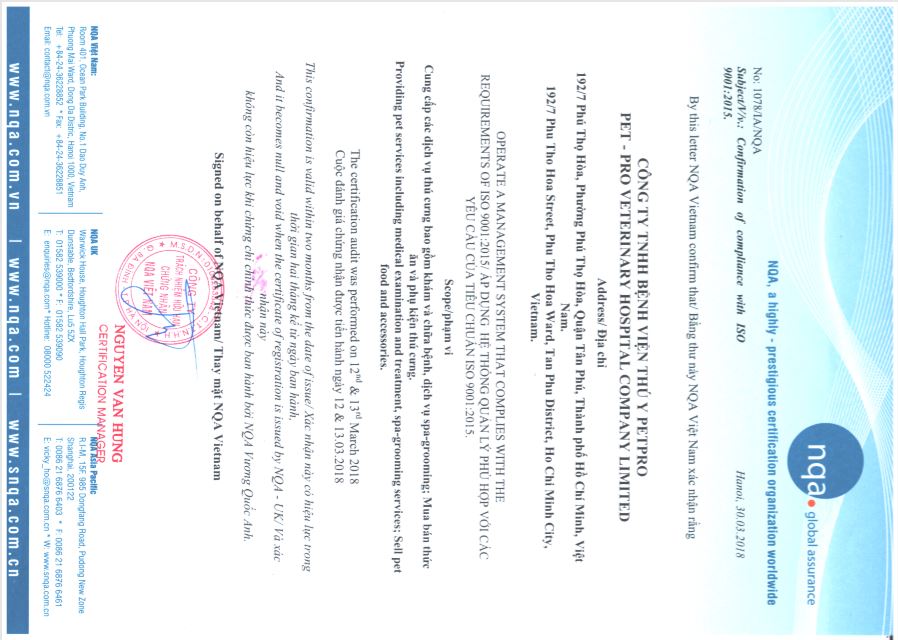 nqa. global assurance
NQA, a highly - prestigious certification organization worldwide
No: 1078/IA/NQA
Subject/V/v.: Confirmation of compliance with ISO 9001:2015.
Hanoi, 30.03.2018
By this letter NQA Vietnam confirm that/ Bằng thư này NQA Việt Nam xác nhận rằng
CÔNG TY TNHH BỆNH VIỆN THÚ Y PETPRO
PET - PRO VETERINARY HOSPITAL COMPANY LIMITED
Address/ Địa chỉ
192/7 Phú Thọ Hòa, Phường Phú Thọ Hòa, Quận Tân Phú, Thành phố Hồ Chí Minh, Việt
Nam.
192/7 Phu Tho Hoa Street, Phu Tho Hoa Ward, Tan Phu District, Ho Chi Minh City,
Vietnam.
OPERATE A MANAGEMENT SYSTEM THAT COMPLIES WITH THE
REQUIREMENTS OF ISO 9001:2015/ ÁP DỤNG HỆ THỐNG QUẢN LÝ PHÙ HỢP VỚI CÁC
YÊU CẦU CỦA TIÊU CHUẨN ISO 9001:2015.
Scope/phạm vi
Cung cấp các dịch vụ thú cưng bao gồm khám và chữa bệnh, dịch vụ spa-grooming; Mua bán thức
ăn và phụ kiện thú cưng.
Providing pet services including medical examination and treatment, spa-grooming services; Sell pet
food and accessories.
The certification audit was performed on 12nd & 13rd March 2018
Cuộc đánh giá chứng nhận được tiến hành ngày 12 & 13.03.2018
This confirmation is valid within two months from the date of issue/ Xác nhận này có hiệu lực trong
thời gian hai tháng kể từ ngày ban hành,
And it becomes null and void when the certificate of registration is issued by NQA - UK/ Và xác
nhận này
không còn hiệu lực khi chứng chỉ chính thức được ban hành bởi NQA Vương Quốc Anh.
Signed on behalf of NQA Vietnam/ Thay mặt NQA Vietnam
CÔNG TY
TRÁCH NHIỆM HỮU HẠN
CHỨNG NHẬN
NQA VIỆT NAM
Q. BA ĐÌNH - T.P HÀ NỘI
NGUYEN VAN HUNG
CERTIFICATION MANAGER
NQA Việt Nam:
Room 401, Ocean Park Building, No.1 Dao Duy Anh,
Phuong Mai Ward, Dong Da Distric, Hanoi 1000, Vietnam
Tel: +84-24-36228852 * Fax: +84-24-36228851
Email: contact@nqa.com.vn
NQA UK
Warwick House, Houghton Hall Park, Houghton Regis
Dunstable, Bedfordshire, Lu5 5ZX
T: 01582 539000 * F: 01582 539090
E: enquiries@nqa.com* Hotline: 08000 522424
NQA Asia Pacific
R.I-M, 15F. 985 Dongfang Road, Pudong New Zone
Shanghai, 200122
T: 0086 21 6876 6403 * F: 0086 21 6876 6461
E: vicky_ho@snqa.com.cn * W: www.snqa.com.cn
www.nqa.com.vn | www.nqa.com | www.snqa.com.cn